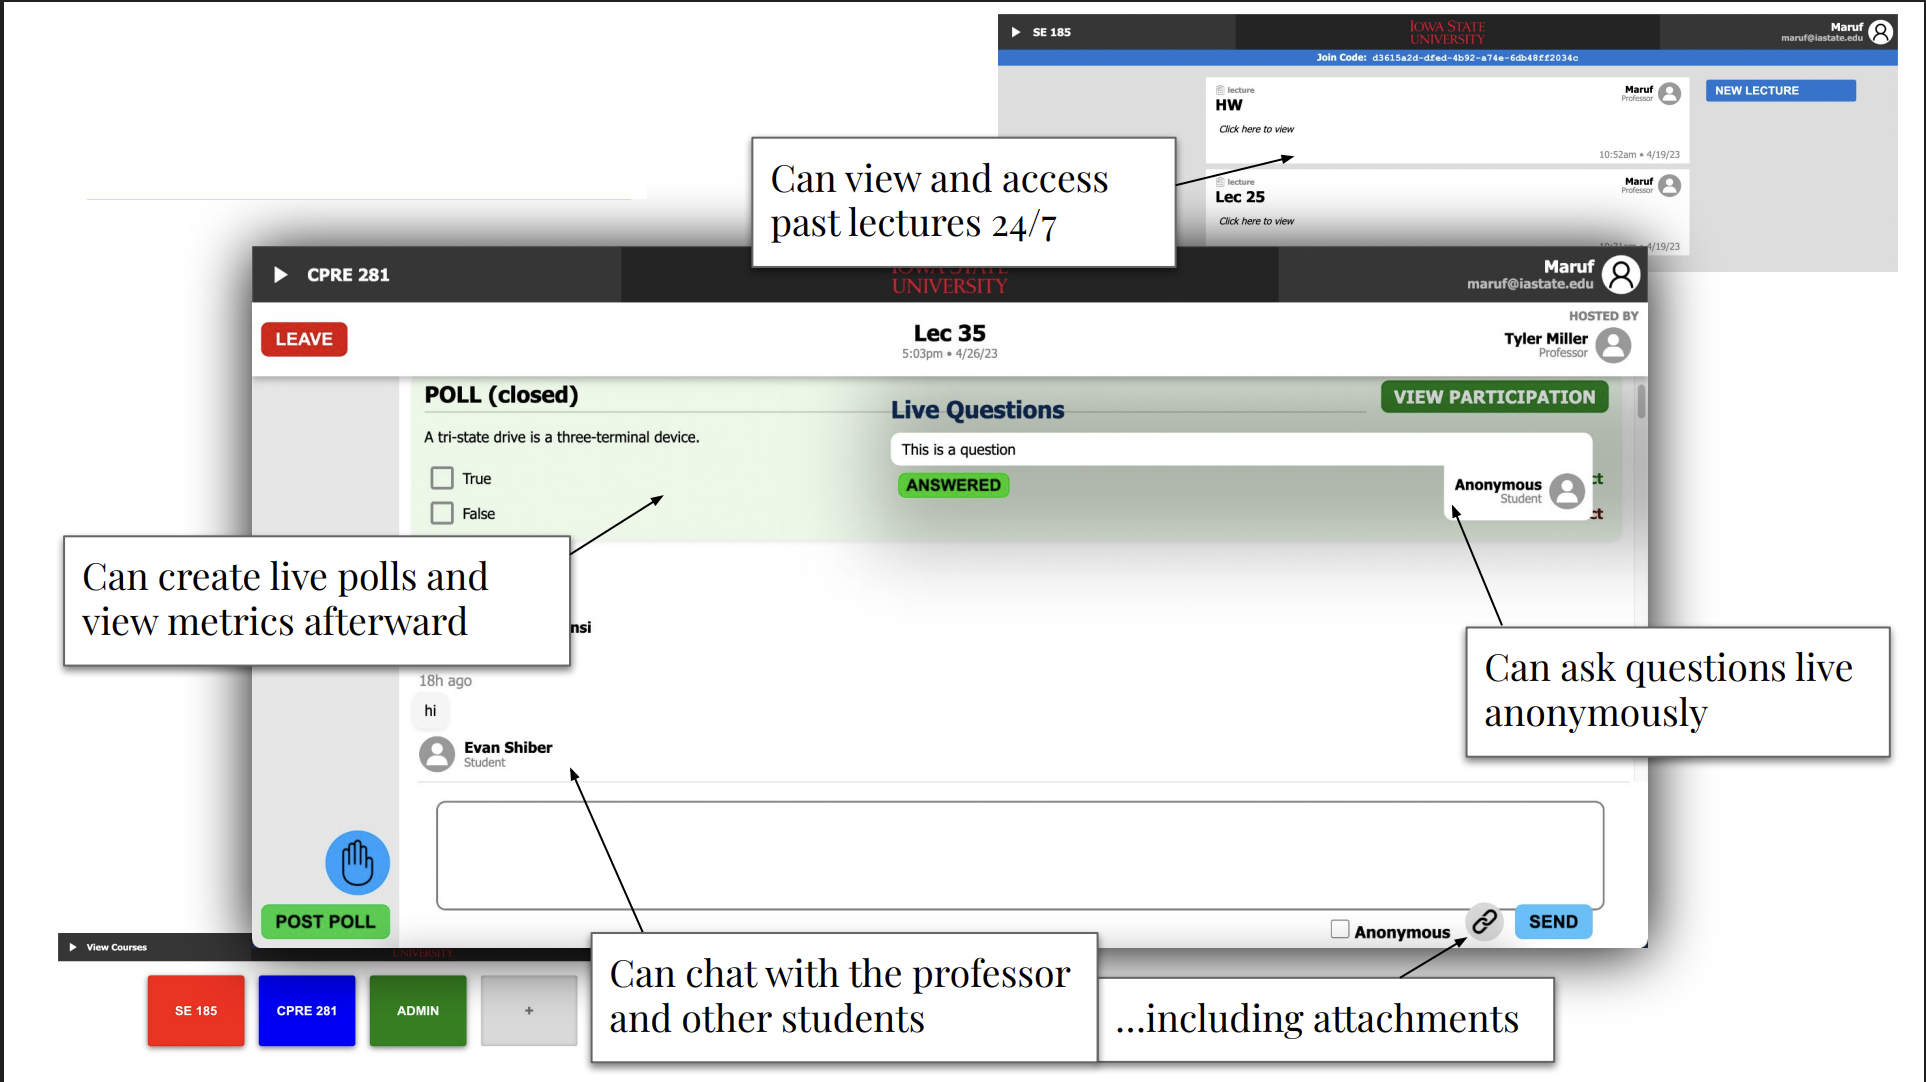 SE 185
IOWA STATE
UNIVERSITY
Maruf
maruf@iastate.edu
Join Code: d3615a2d-dfed-4b92-a74e-6db48ff2034c
lecture
HW
Click here to view
Maruf
Professor
10:52am • 4/19/23
NEW LECTURE
lecture
Lec 25
Click here to view
Maruf
Professor
4/19/23
Can view and access
past lectures 24/7
CPRE 281
IOWA STATE
UNIVERSITY
Maruf
maruf@iastate.edu
LEAVE
Lec 35
5:03pm • 4/26/23
HOSTED BY
Tyler Miller
Professor
POLL (closed)
VIEW PARTICIPATION
A tri-state drive is a three-terminal device.
True
False
Live Questions
This is a question
ANSWERED
Anonymous
Student
ct
ct
Can create live polls and
view metrics afterward
nsi
Can ask questions live
anonymously
18h ago
hi
Evan Shiber
Student
POST POLL
Anonymous
SEND
Can chat with the professor
and other students
...including attachments
View Courses
UNIVERSITY
SE 185
CPRE 281
ADMIN
+